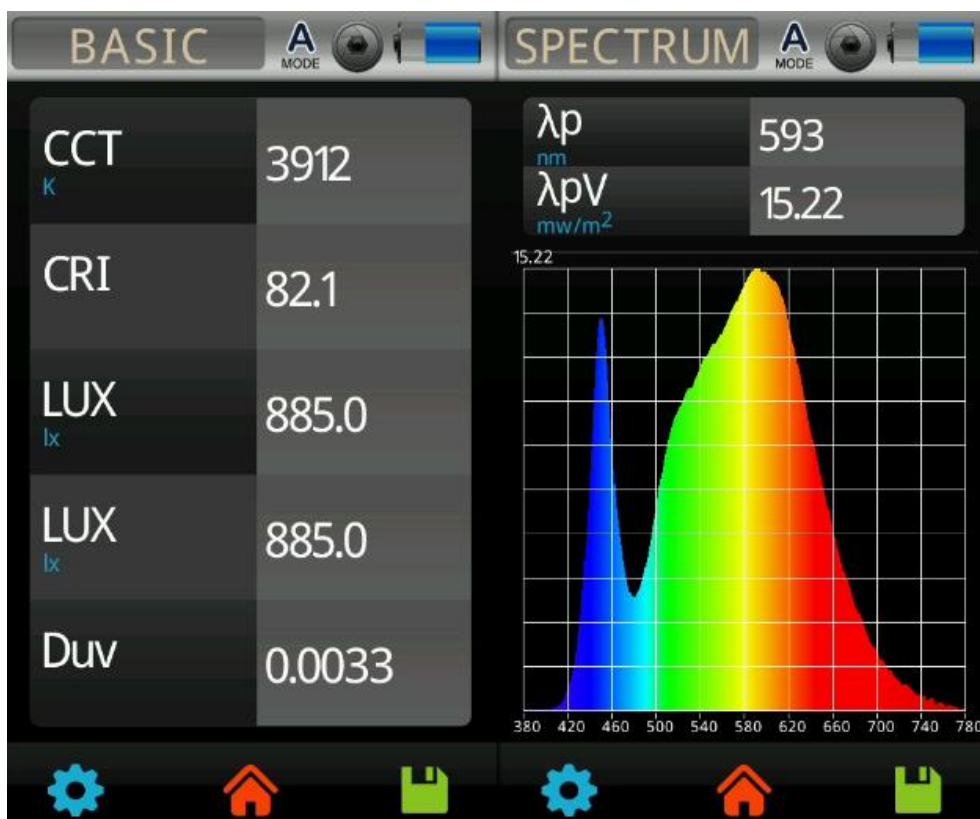 BASIC
A
MODE
CCT
K
3912
CRI
82.1
LUX
lx
885.0
LUX
lx
885.0
Duv
0.0033
SPECTRUM
A
MODE
λp
nm
593
λpV
mw/m²
15.22
15.22
380 420 460 500 540 580 620 660 700 740 780